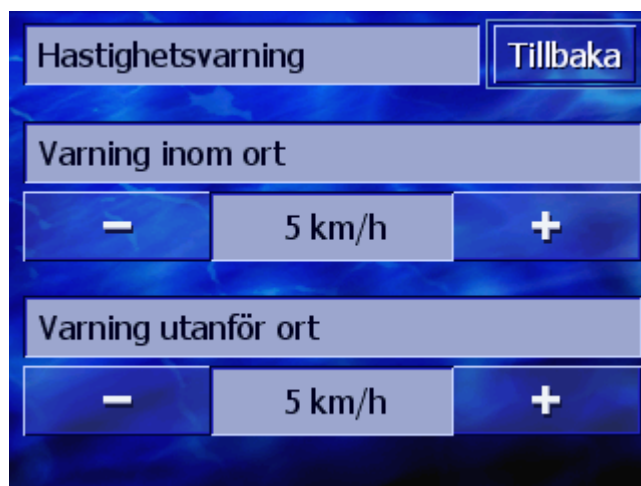 Hastighetsvarning Tillbaka
Varning inom ort
− 5 km/h +
Varning utanför ort
− 5 km/h +